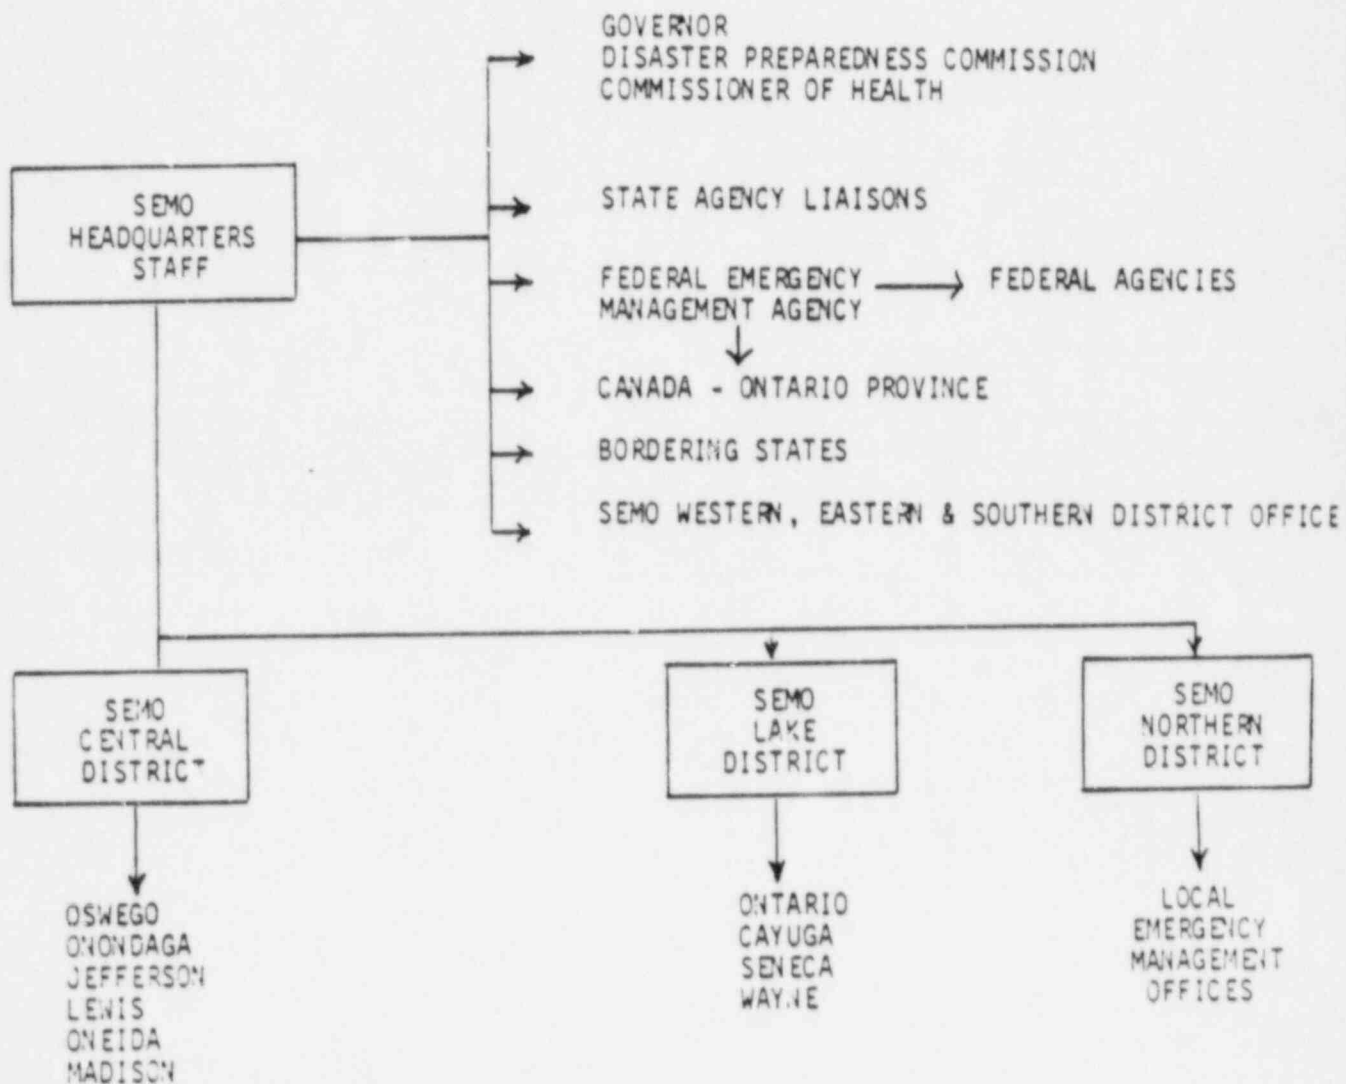 GOVERNOR
DISASTER PREPAREDNESS COMMISSION
COMMISSIONER OF HEALTH
SEMO
HEADQUARTERS
STAFF
STATE AGENCY LIAISONS
FEDERAL EMERGENCY
MANAGEMENT AGENCY
FEDERAL AGENCIES
CANADA - ONTARIO PROVINCE
BORDERING STATES
SEMO WESTERN, EASTERN & SOUTHERN DISTRICT OFFICE
SEMO
CENTRAL
DISTRICT
SEMO
LAKE
DISTRICT
SEMO
NORTHERN
DISTRICT
OSWEGO
ONONDAGA
JEFFERSON
LEWIS
ONEIDA
MADISON
ONTARIO
CAYUGA
SENECA
WAYNE
LOCAL
EMERGENCY
MANAGEMENT
OFFICES